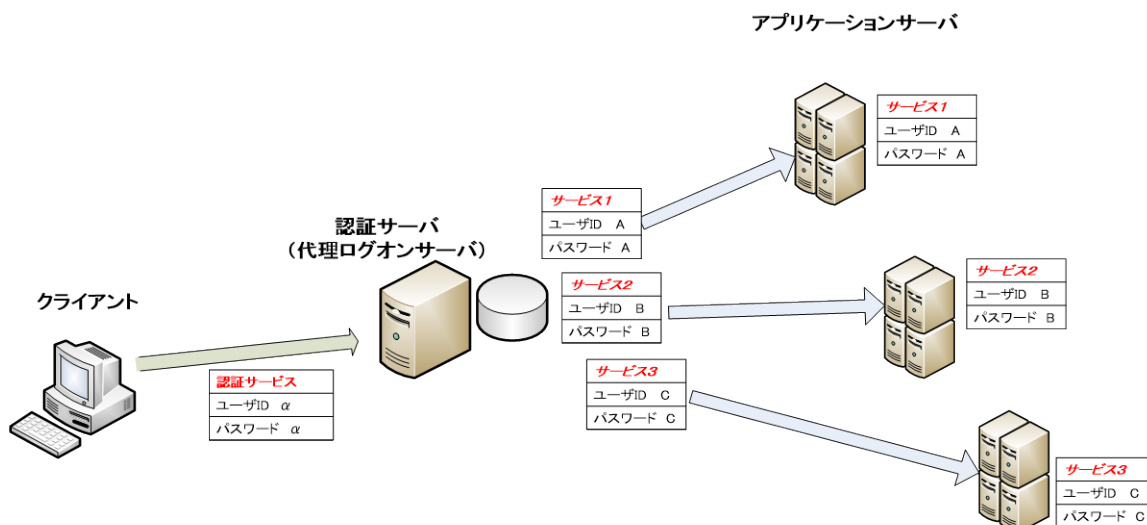 アプリケーションサーバ
サービス1
ユーザID A
パスワード A
サービス1
ユーザID A
パスワード A
認証サーバ
(代理ログオンサーバ)
サービス2
ユーザID B
パスワード B
サービス2
ユーザID B
パスワード B
クライアント
認証サービス
ユーザID α
パスワード α
サービス3
ユーザID C
パスワード C
サービス3
ユーザID C
パスワード C